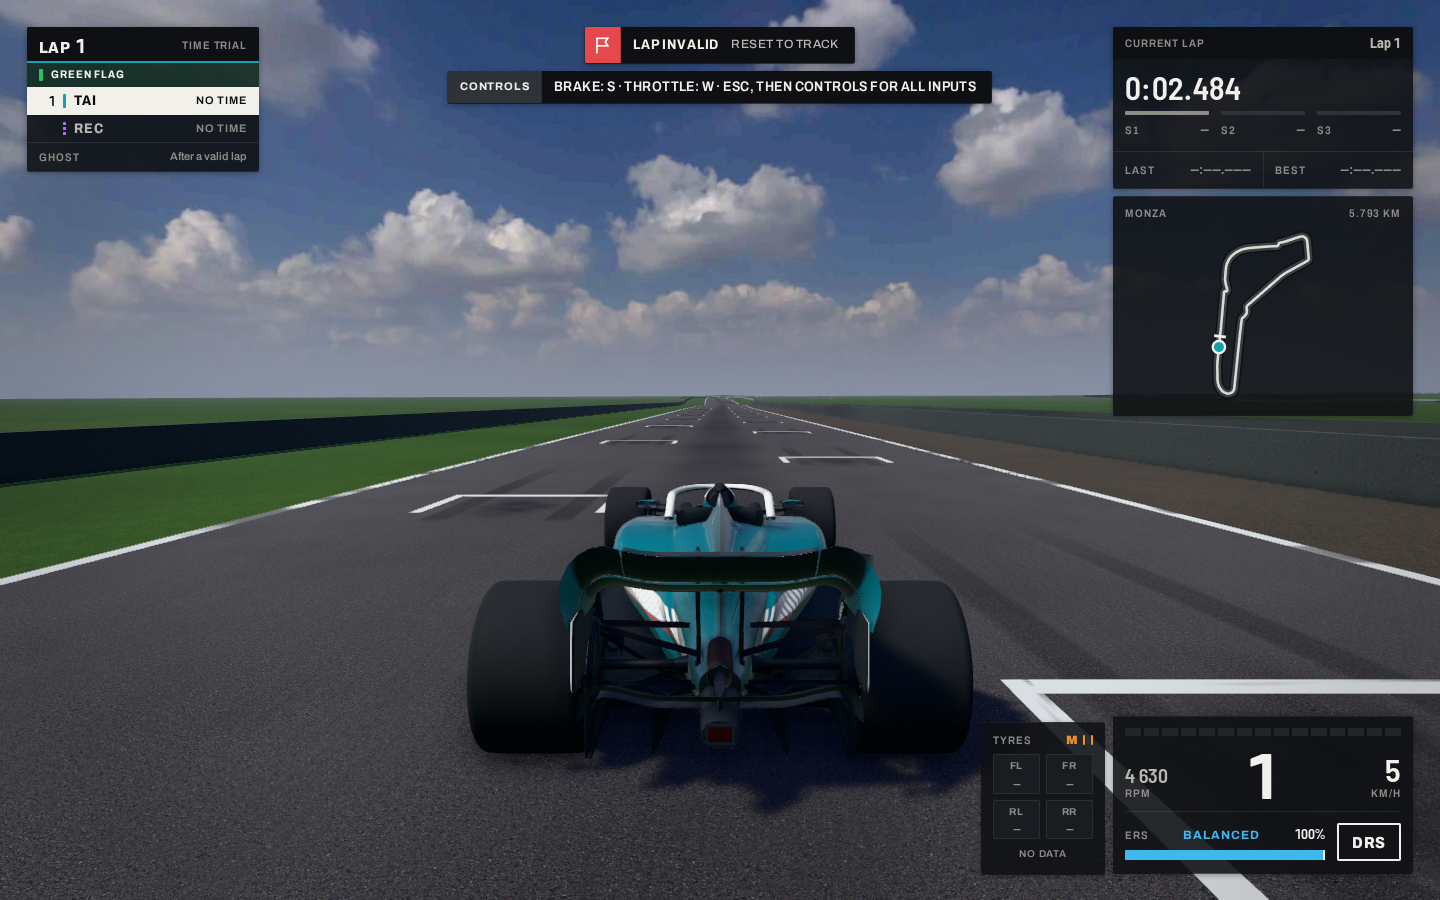 LAP 1 TIME TRIAL
GREEN FLAG
1 TAI NO TIME
REC NO TIME
GHOST After a valid lap
LAP INVALID RESET TO TRACK
CONTROLS BRAKE: S · THROTTLE: W · ESC, THEN CONTROLS FOR ALL INPUTS
CURRENT LAP Lap 1
0:02.484
S1 – S2 – S3 –
LAST –:––.––– BEST –:––.–––
MONZA 5.793 KM
TYRES M
FL FR
– –
RL RR
– –
NO DATA
4 630 RPM
1
5 KM/H
ERS BALANCED 100%
DRS